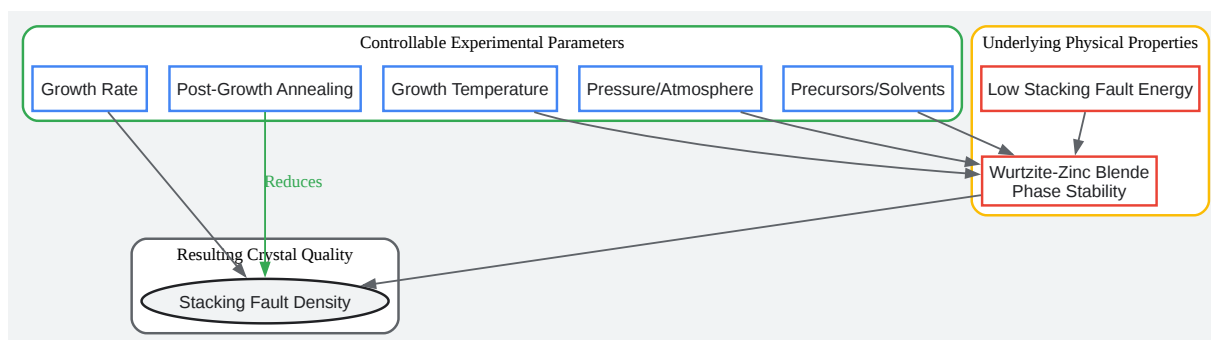 Controllable Experimental Parameters
Underlying Physical Properties
Growth Rate
Post-Growth Annealing
Growth Temperature
Pressure/Atmosphere
Precursors/Solvents
Low Stacking Fault Energy
Reduces
Wurtzite-Zinc Blende
Phase Stability
Resulting Crystal Quality
Stacking Fault Density